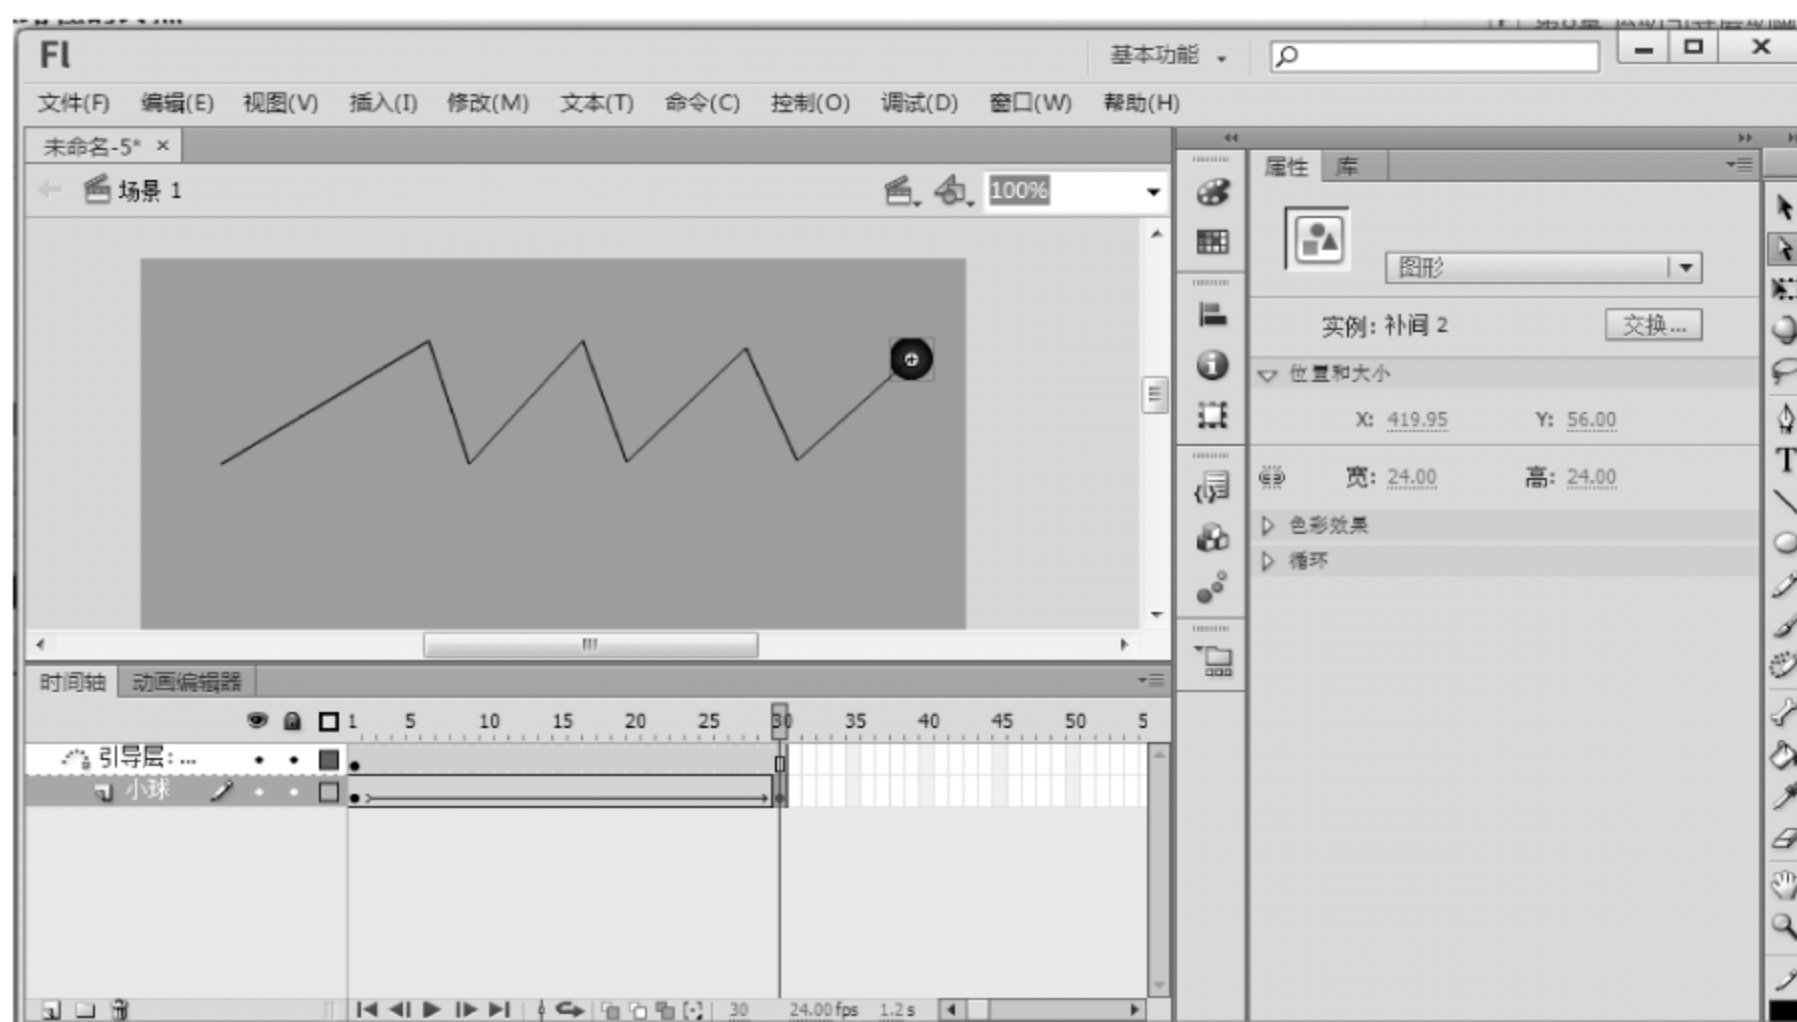 Fl
基本功能
文件(F) 编辑(E) 视图(V) 插入(I) 修改(M) 文本(T) 命令(C) 控制(O) 调试(D) 窗口(W) 帮助(H)
未命名-5* ×
场景 1
100%
属性 库
图形
实例: 补间 2
交换...
位置和大小
X: 419.95 Y: 56.00
宽: 24.00 高: 24.00
色彩效果
循环
时间轴 动画编辑器
1 5 10 15 20 25 30 35 40 45 50 5
引导层: ...
小球
30 24.00 fps 1.2 s